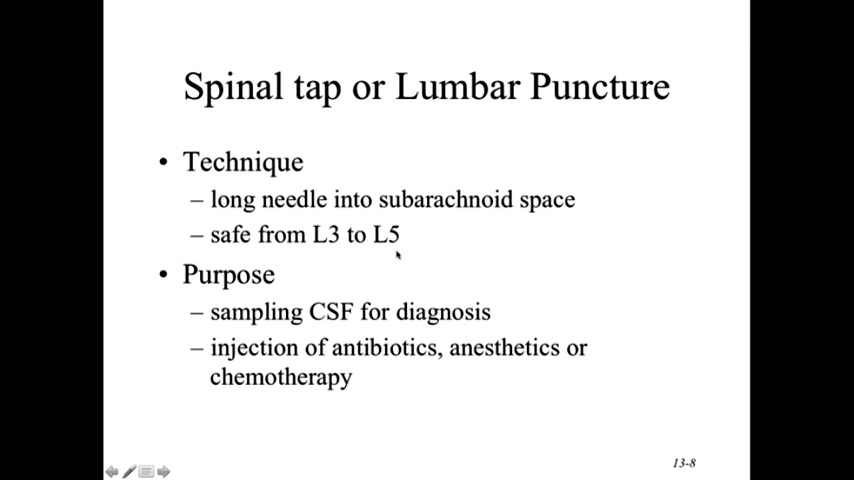 Spinal tap or Lumbar Puncture
• Technique
– long needle into subarachnoid space
– safe from L3 to L5
• Purpose
– sampling CSF for diagnosis
– injection of antibiotics, anesthetics or
chemotherapy
13-8